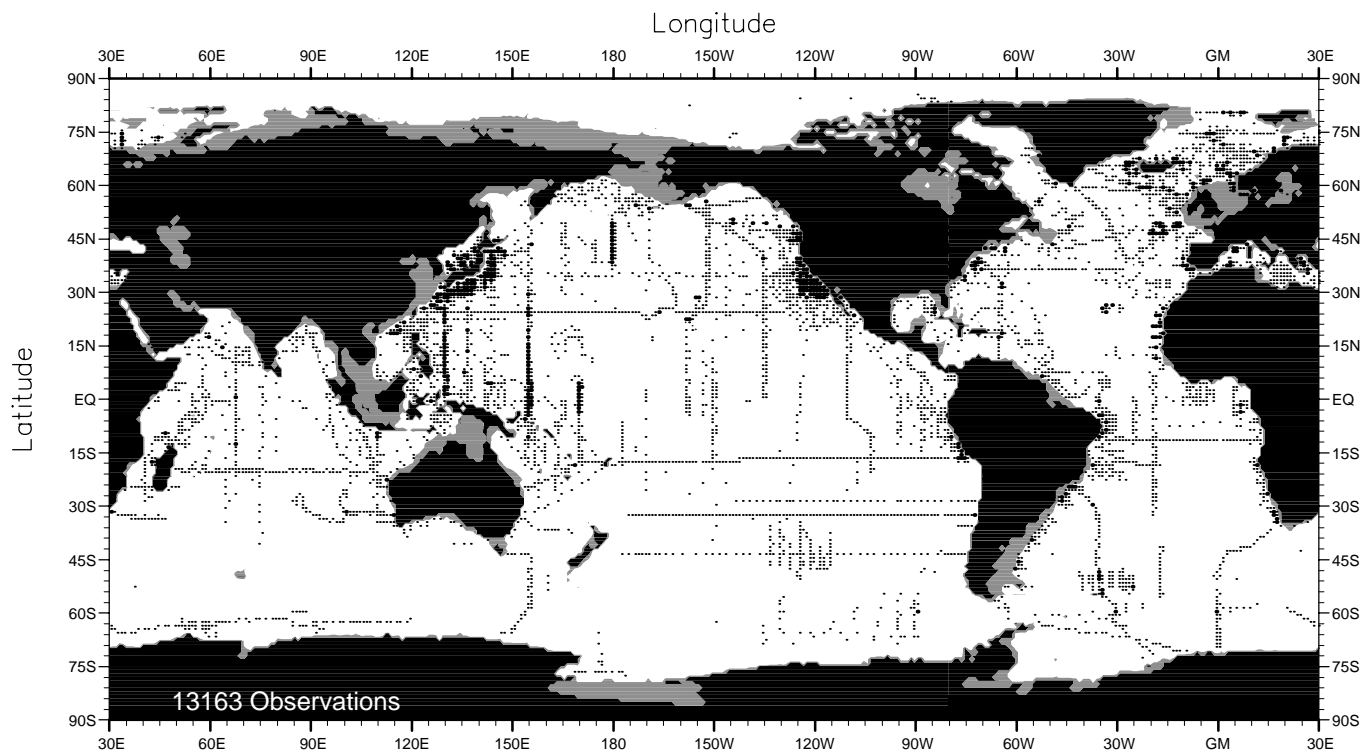 Longitude
30E 60E 90E 120E 150E 180 150W 120W 90W 60W 30W GM 30E
90N 90N
75N 75N
60N 60N
45N 45N
30N 30N
15N 15N
Latitude
EQ EQ
15S 15S
30S 30S
45S 45S
60S 60S
75S 75S
13163 Observations
90S 90S
30E 60E 90E 120E 150E 180 150W 120W 90W 60W 30W GM 30E